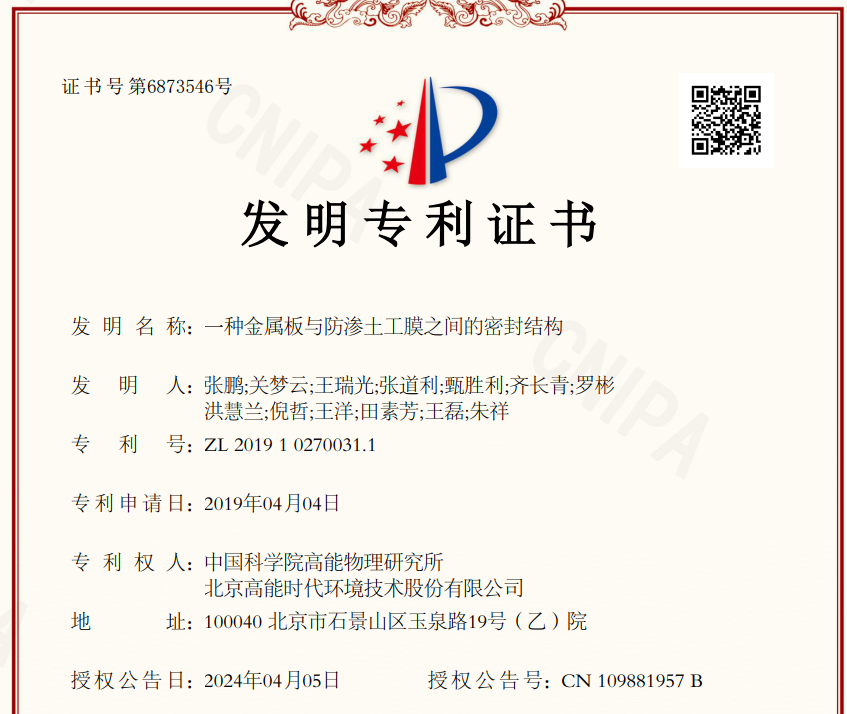 证书号第6873546号
发明专利证书
发明名称：一种金属板与防渗土工膜之间的密封结构
发明人：张鹏;关梦云;王瑞光;张道利;甄胜利;齐长青;罗彬
洪慧兰;倪哲;王洋;田素芳;王磊;朱祥
专利号：ZL 2019 1 0270031.1
专利申请日：2019年04月04日
专利权人：中国科学院高能物理研究所
北京高能时代环境技术股份有限公司
地址：100040 北京市石景山区玉泉路19号（乙）院
授权公告日：2024年04月05日 授权公告号：CN 109881957 B
CNIPA
CNIPA